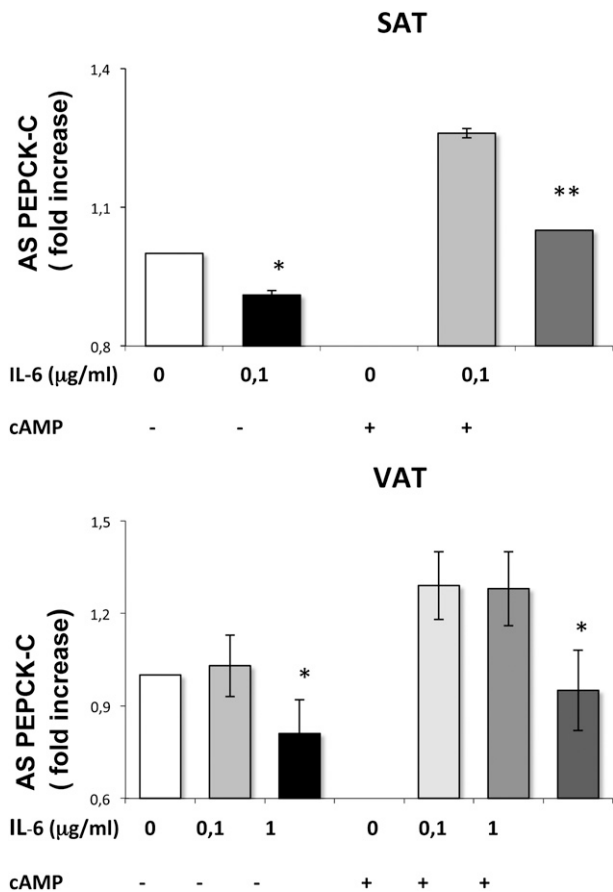 SAT
AS PEPCK-C
( fold increase)
1,4
1,1
0,8
*
**
IL-6 (µg/ml) 0 0,1 0 0,1
cAMP - - + +
VAT
AS PEPCK-C
( fold increase)
1,5
1,2
0,9
0,6
*
*
IL-6 (µg/ml) 0 0,1 1 0 0,1 1
cAMP - - - + + +